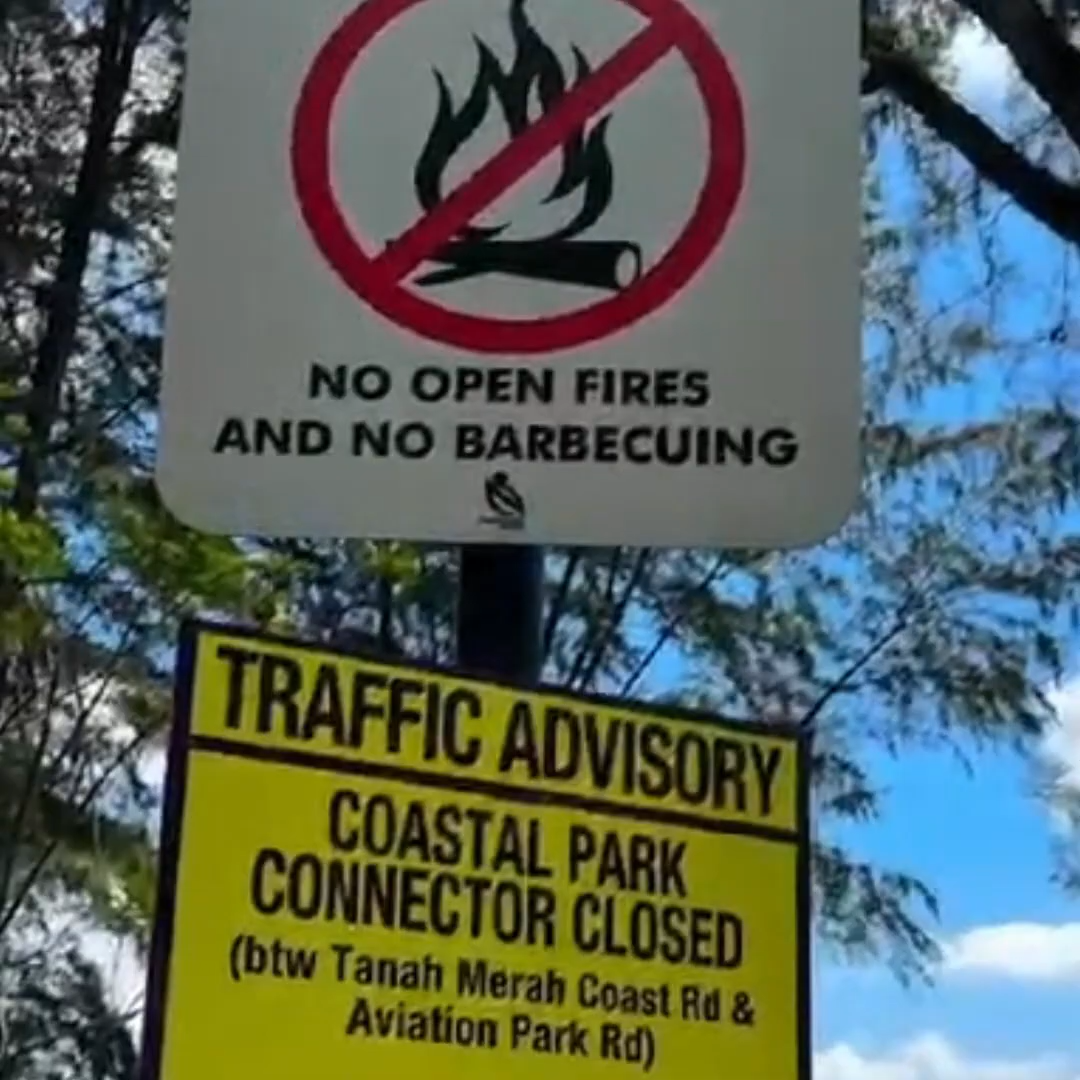 NO OPEN FIRES
AND NO BARBECUING
TRAFFIC ADVISORY
COASTAL PARK
CONNECTOR CLOSED
(btw Tanah Merah Coast Rd &
Aviation Park Rd)